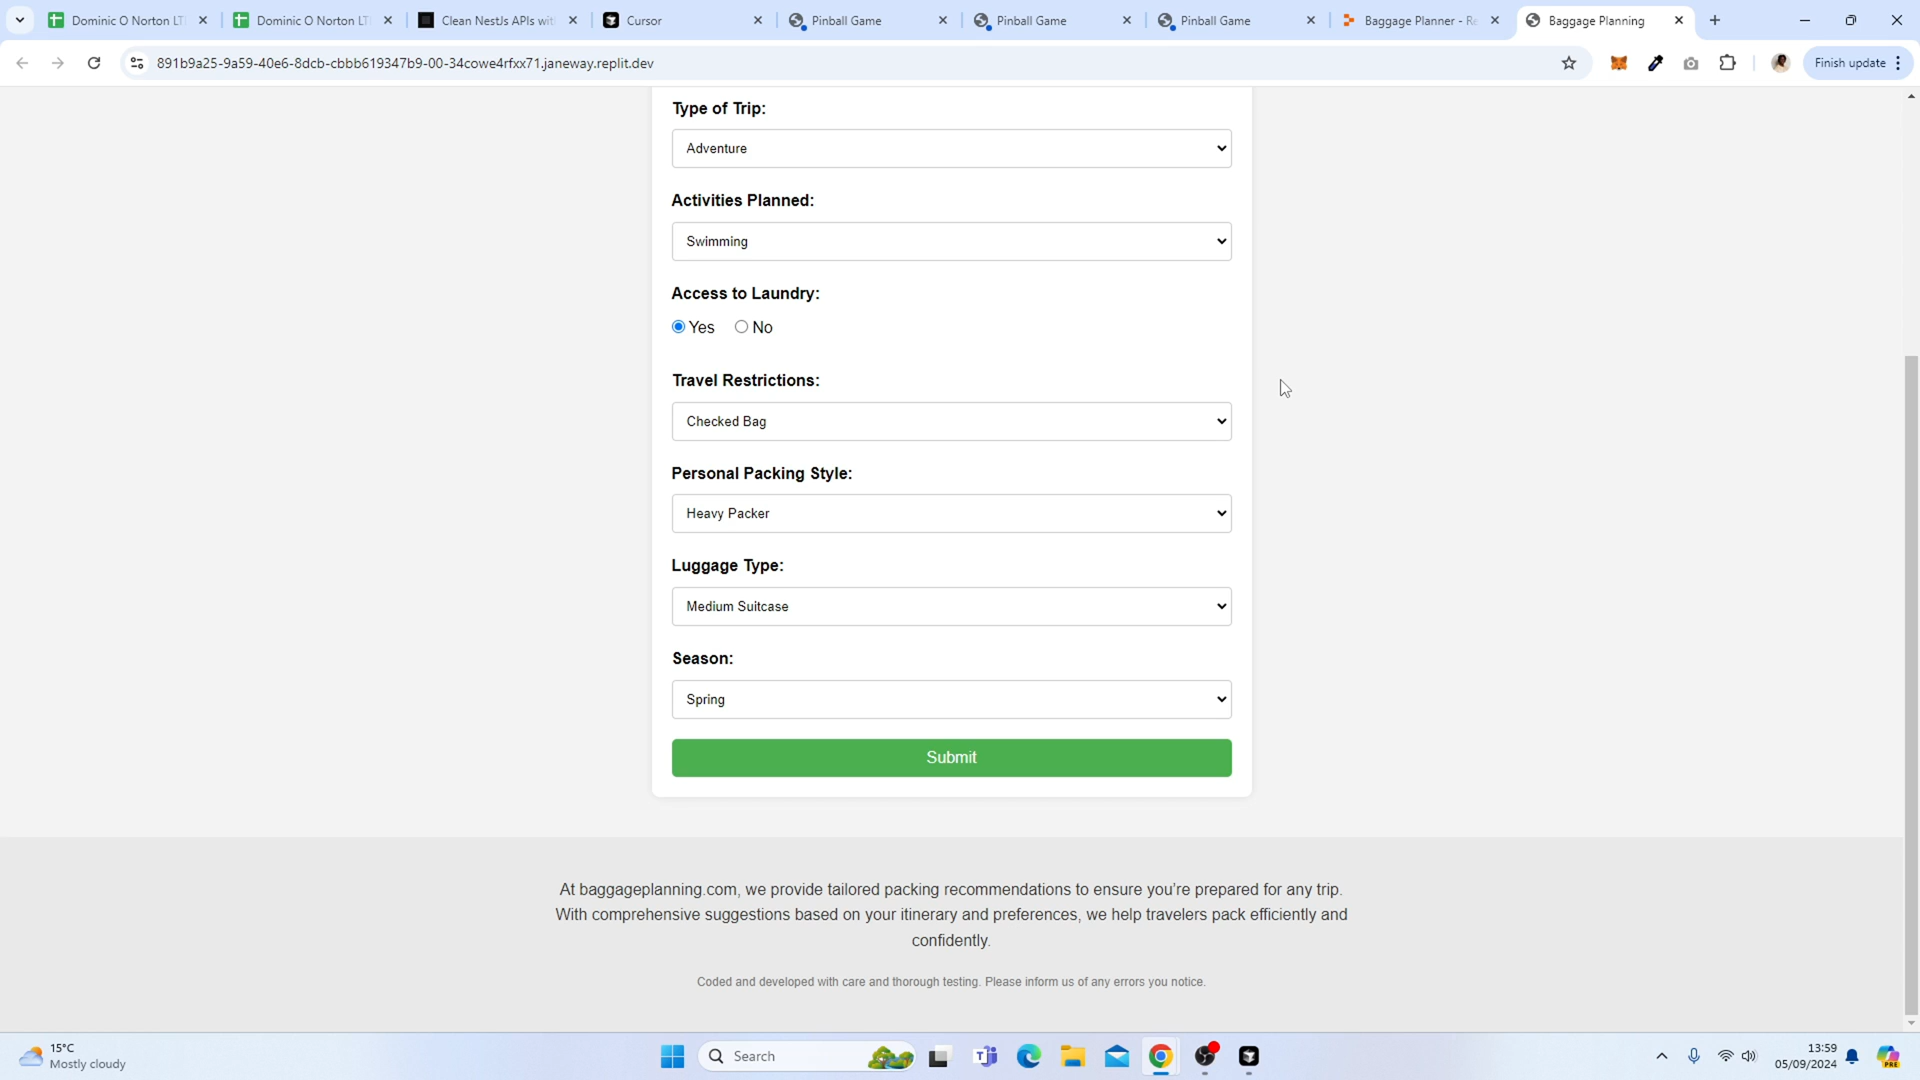 Dominic O Norton LT
Dominic O Norton LT
Clean NestJs APIs wit
Cursor
Pinball Game
Pinball Game
Pinball Game
Baggage Planner - Re
Baggage Planning
891b9a25-9a59-40e6-8dcb-cbbb619347b9-00-34cowe4rfxx71.janeway.replit.dev
Finish update
Type of Trip:
Adventure
Activities Planned:
Swimming
Access to Laundry:
Yes No
Travel Restrictions:
Checked Bag
Personal Packing Style:
Heavy Packer
Luggage Type:
Medium Suitcase
Season:
Spring
Submit
At baggageplanning.com, we provide tailored packing recommendations to ensure you're prepared for any trip.
With comprehensive suggestions based on your itinerary and preferences, we help travelers pack efficiently and
confidently.
Coded and developed with care and thorough testing. Please inform us of any errors you notice.
15°C
Mostly cloudy
Search
13:59
05/09/2024
PRE